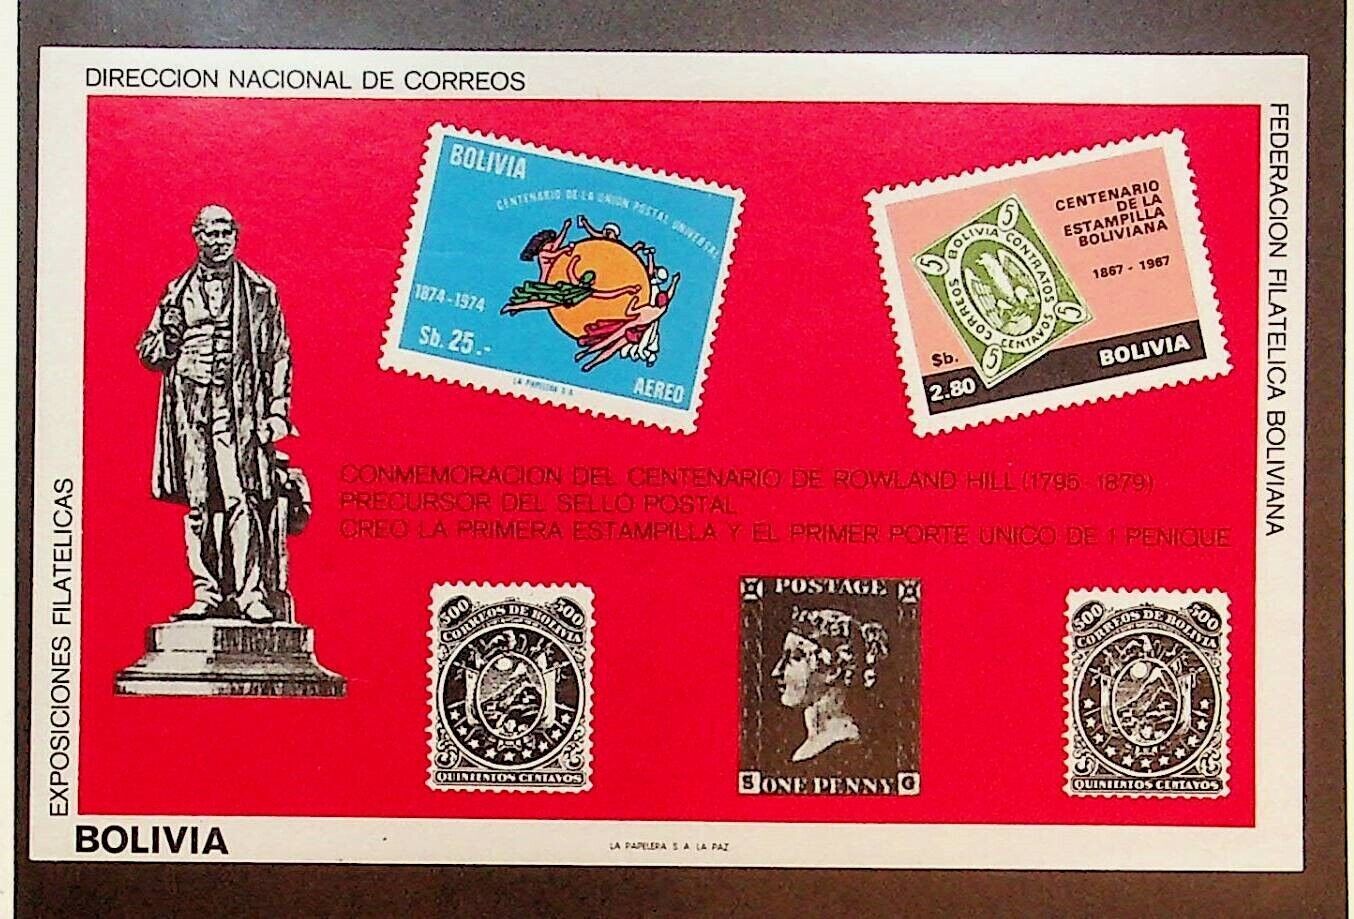 DIRECCION NACIONAL DE CORREOS
FEDERACION FILATELICA BOLIVIANA
EXPOSICIONES FILATELICAS
BOLIVIA
CENTENARIO DE LA UNION POSTAL UNIVERSAL
1874-1974
$b. 25.-
AEREO
LA PAPELERA S A
CENTENARIO
DE LA
ESTAMPILLA
BOLIVIANA
1867 - 1967
5 5 5 5
BOLIVIA CONTRATOS
CORREOS
CENTAVOS
$b.
2.80
BOLIVIA
CONMEMORACION DEL CENTENARIO DE ROWLAND HILL (1795 1879)
PRECURSOR DEL SELLO POSTAL
CREO LA PRIMERA ESTAMPILLA Y EL PRIMER PORTE UNICO DE 1 PENIQUE
500 500
CORREOS DE BOLIVIA
QUINIENTOS CENTAVOS
POSTAGE
S ONE PENNY G
500 500
CORREOS DE BOLIVIA
QUINIENTOS CENTAVOS
BOLIVIA
LA PAPELERA S A LA PAZ